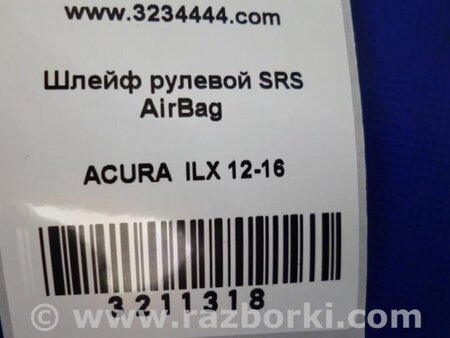 www.3234444.com
Шлейф рулевой SRS
AirBag
ACURA ILX 12-16
3211318
© www.razborki.com